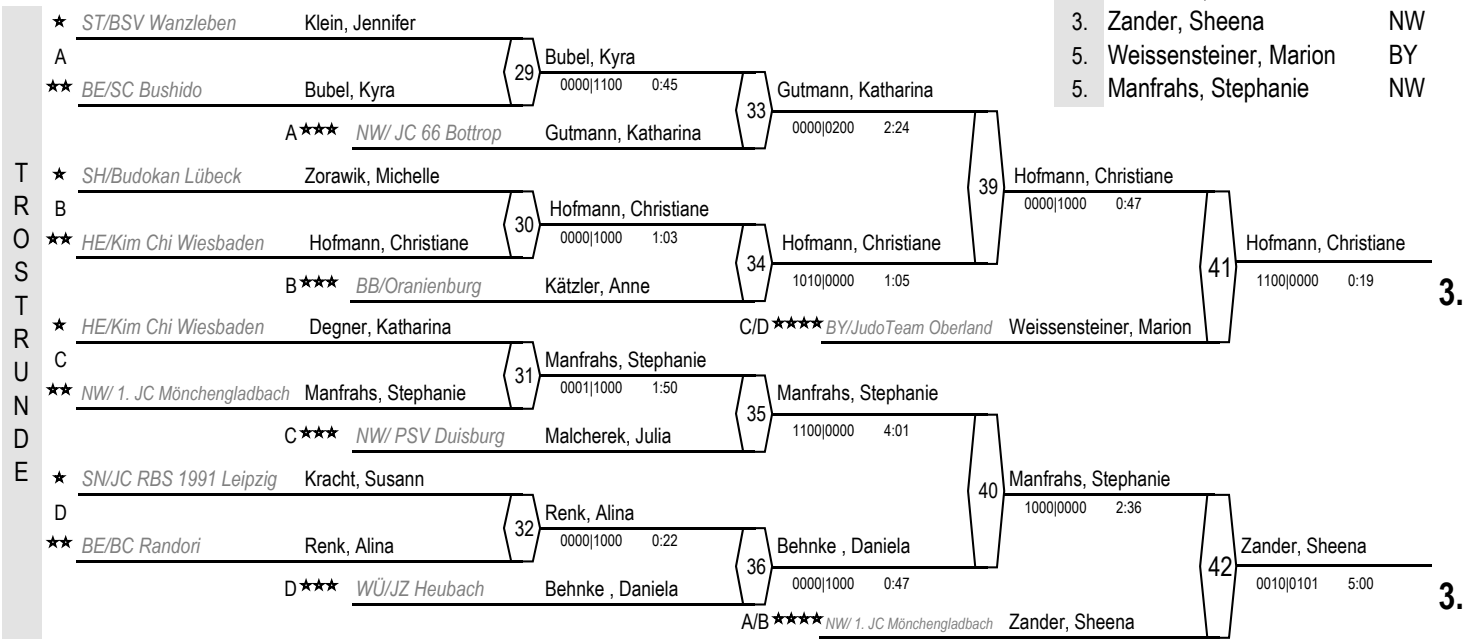 3. Zander, Sheena NW
5. Weissensteiner, Marion BY
5. Manfrahs, Stephanie NW
TROSTRUNDE
★ ST/BSV Wanzleben Klein, Jennifer
A
★★ BE/SC Bushido Bubel, Kyra
29
Bubel, Kyra
0000|1100 0:45
A★★★ NW/ JC 66 Bottrop Gutmann, Katharina
33
Gutmann, Katharina
0000|0200 2:24
★ SH/Budokan Lübeck Zorawik, Michelle
B
★★ HE/Kim Chi Wiesbaden Hofmann, Christiane
30
Hofmann, Christiane
0000|1000 1:03
B★★★ BB/Oranienburg Kätzler, Anne
34
Hofmann, Christiane
1010|0000 1:05
39
Hofmann, Christiane
0000|1000 0:47
C/D★★★★ BY/JudoTeam Oberland Weissensteiner, Marion
41
Hofmann, Christiane
1100|0000 0:19
3.
★ HE/Kim Chi Wiesbaden Degner, Katharina
C
★★ NW/ 1. JC Mönchengladbach Manfrahs, Stephanie
31
Manfrahs, Stephanie
0001|1000 1:50
C★★★ NW/ PSV Duisburg Malcherek, Julia
35
Manfrahs, Stephanie
1100|0000 4:01
★ SN/JC RBS 1991 Leipzig Kracht, Susann
D
★★ BE/BC Randori Renk, Alina
32
Renk, Alina
0000|1000 0:22
D★★★ WÜ/JZ Heubach Behnke , Daniela
36
Behnke , Daniela
0000|1000 0:47
40
Manfrahs, Stephanie
1000|0000 2:36
A/B★★★★ NW/ 1. JC Mönchengladbach Zander, Sheena
42
Zander, Sheena
0010|0101 5:00
3.